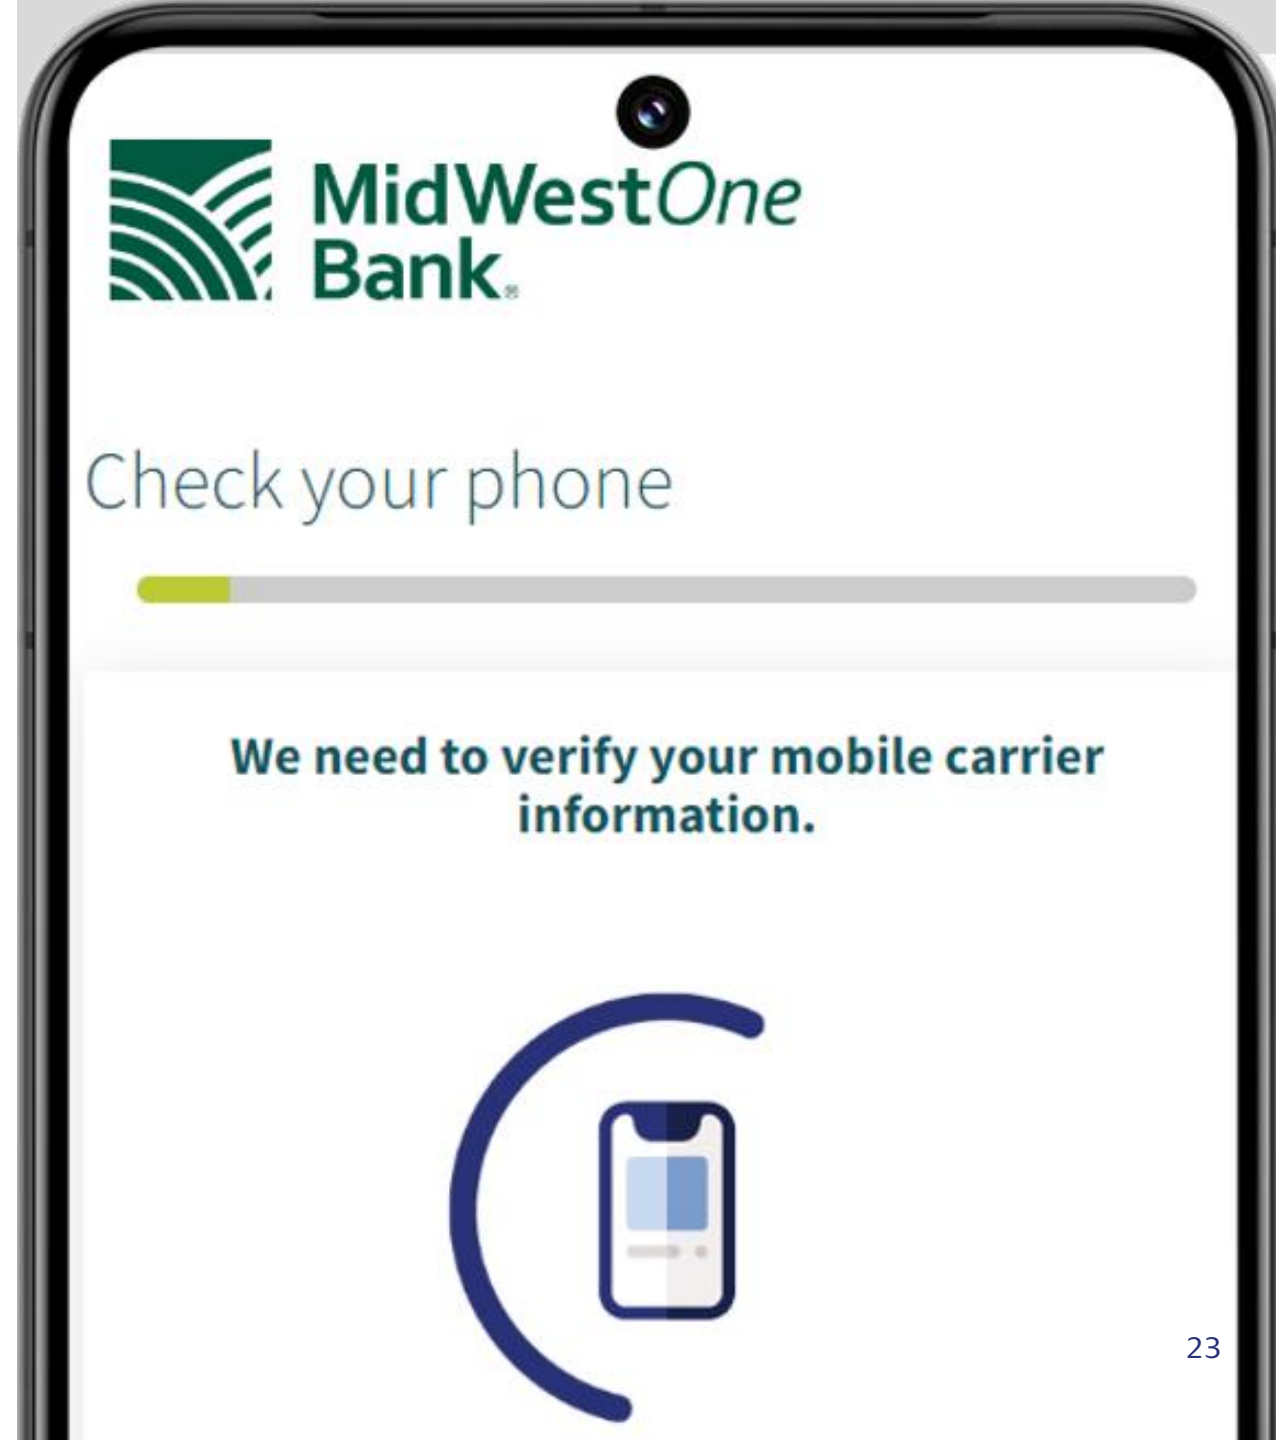 MidWestOne
Bank®
Check your phone
We need to verify your mobile carrier
information.
23